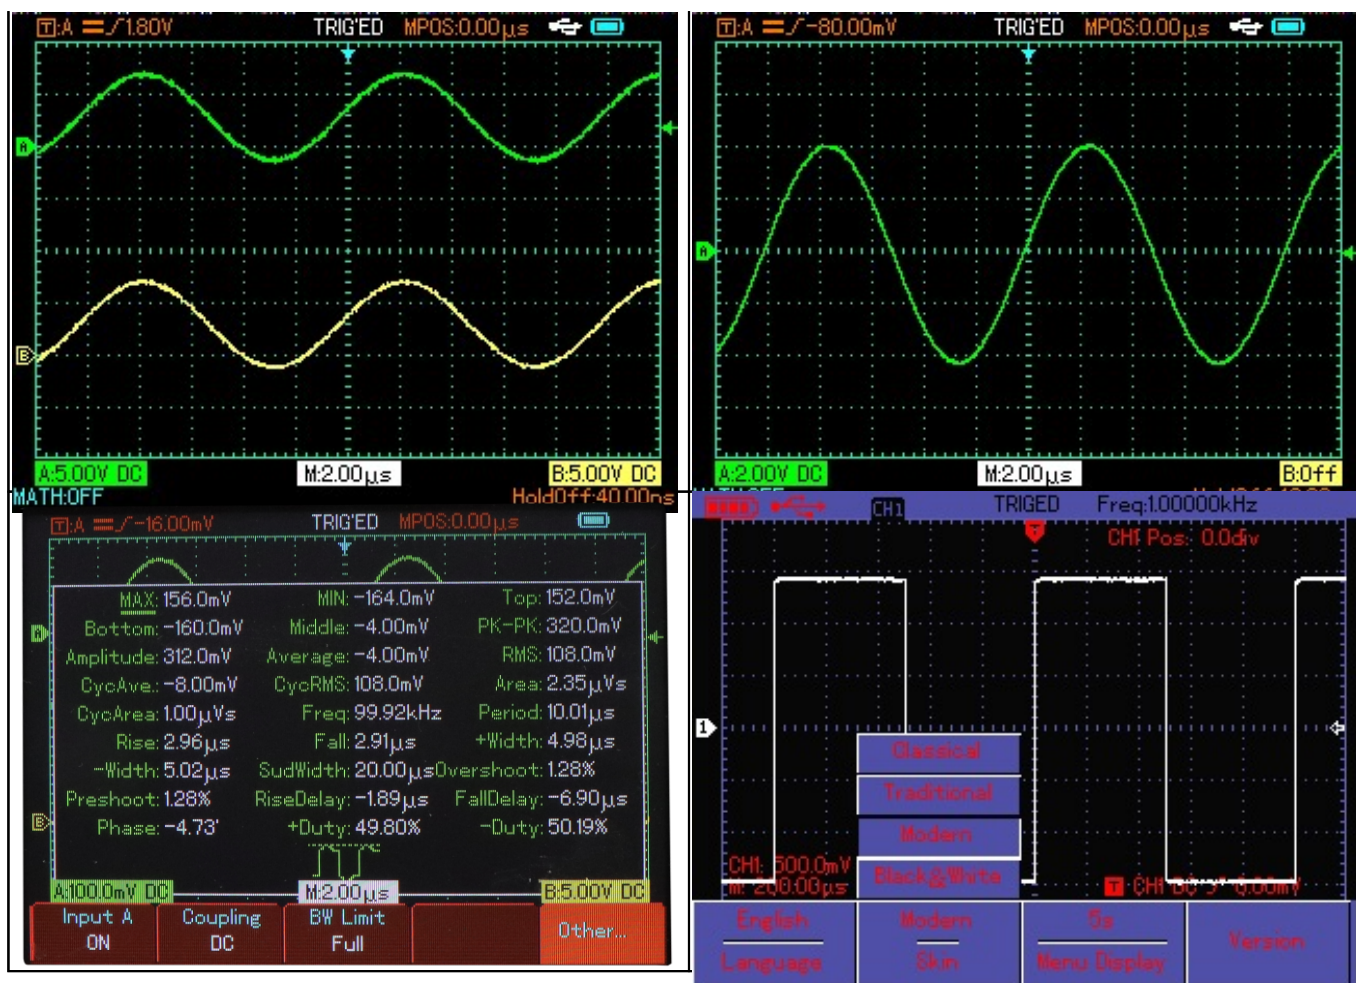 T:A 1.80V TRIG'ED MPOS:0.00μs
A
B
A:5.00V DC M:2.00μs B:5.00V DC
MATH:OFF HoldOff:40.00ns
T:A -80.00mV TRIG'ED MPOS:0.00μs
A
A:2.00V DC M:2.00μs B:Off
T:A -16.00mV TRIG'ED MPOS:0.00μs
MAX: 156.0mV MIN: -164.0mV Top: 152.0mV
A Bottom: -160.0mV Middle: -4.00mV PK-PK: 320.0mV
Amplitude: 312.0mV Average: -4.00mV RMS: 108.0mV
CycAve.: -8.00mV CycRMS: 108.0mV Area: 2.35μVs
CycArea: 1.00μVs Freq: 99.92kHz Period: 10.01μs
Rise: 2.96μs Fall: 2.91μs +Width: 4.98μs
-Width: 5.02μs SudWidth: 20.00μs Overshoot: 1.28%
Preshoot: 1.28% RiseDelay: -1.89μs FallDelay: -6.90μs
B Phase: -4.73' +Duty: 49.80% -Duty: 50.19%
A:100.0mV DC M:2.00μs B:5.00V DC
Input A Coupling BW Limit Other...
ON DC Full
CH1 TRIGED Freq:1.00000kHz
T
CH1 Pos: 0.0div
1
Classical
Traditional
Modern
Black&White
CH1: 500.0mV
M: 200.00μs T CH1 DC 0.00mV
English Modern 5s Version
Language Skin Menu Display